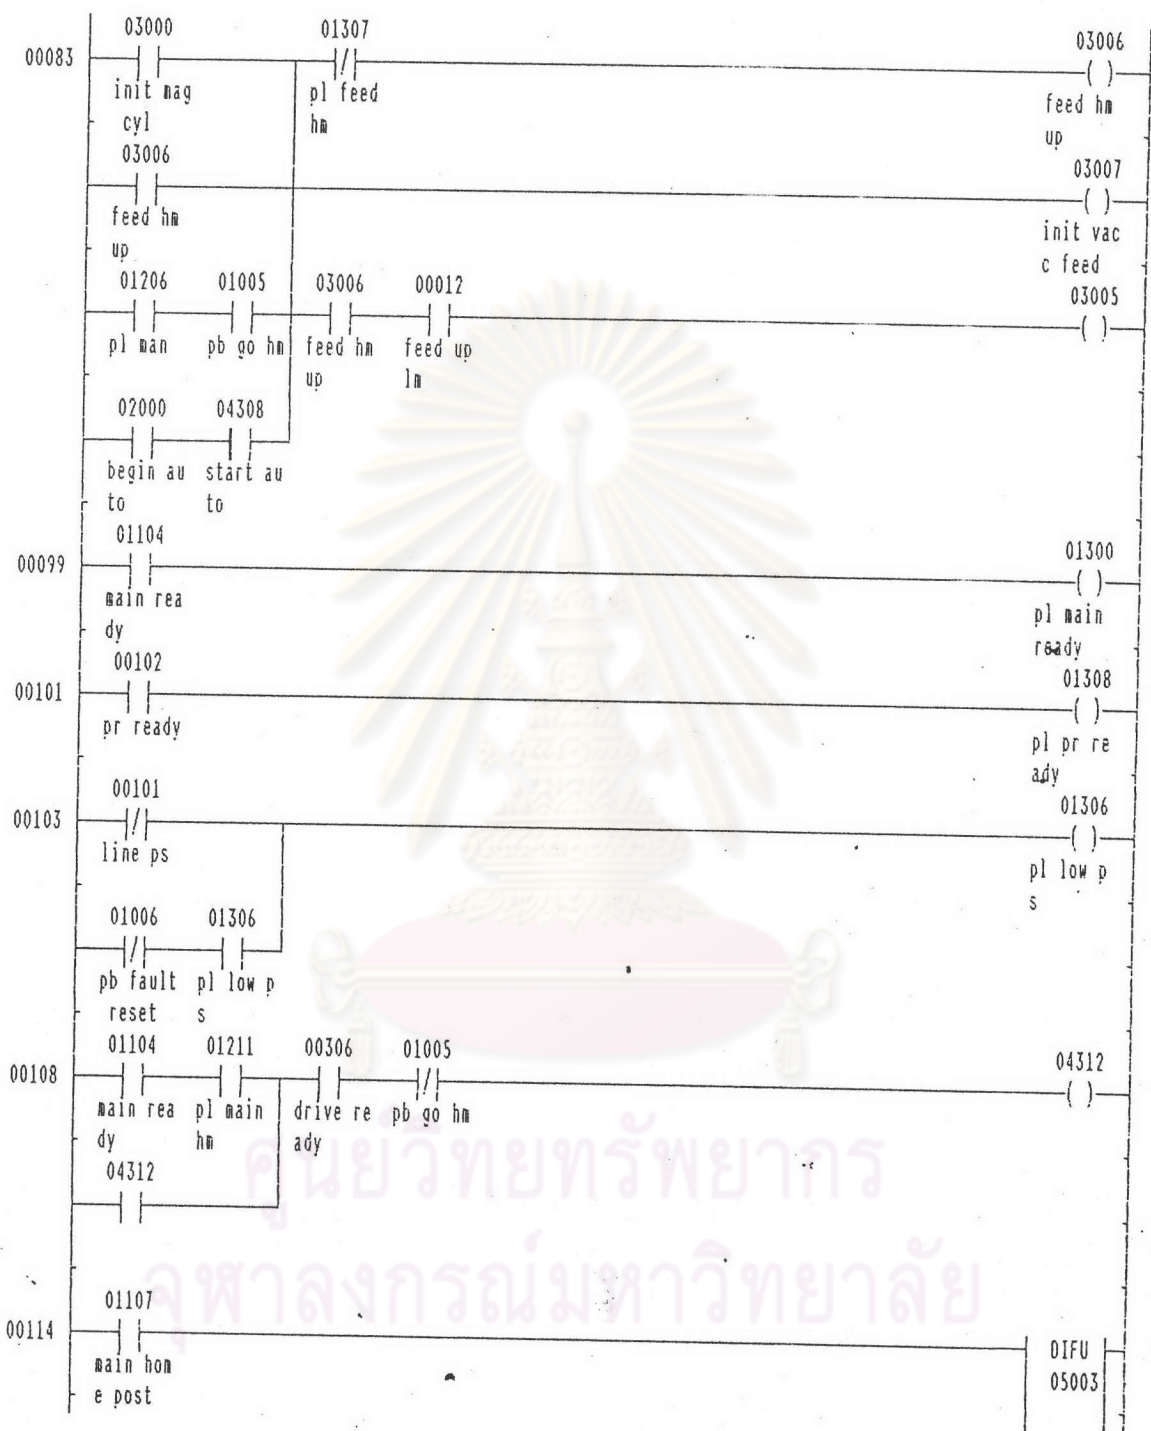 03000 01307 03006
00083
init mag pl feed feed hm
cyl hm up
03006 03007
feed hm init vac
up c feed
01206 01005 03006 00012 03005
pl man pb go hm feed hm feed up
up lm
02000 04308
begin au start au
to to
01104 01300
00099
main rea pl main
dy ready
00102 01308
00101
pr ready pl pr re
ady
00101 01306
00103
line ps pl low p
s
01006 01306
pb fault pl low p
reset s
01104 01211 00306 01005 04312
00108
main rea pl main drive re pb go hm
dy hm ady
04312
ศูนย์วิทยทรัพยากร
จุฬาลงกรณ์มหาวิทยาลัย
01107
00114 DIFU
main hom 05003
e post